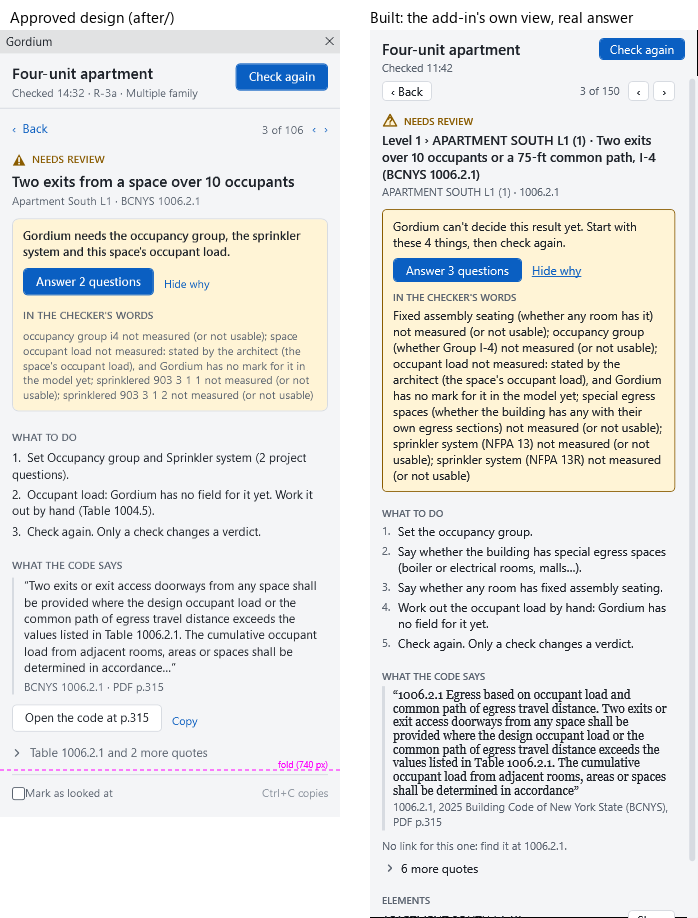 Approved design (after/)
Gordium
Four-unit apartment
Checked 14:32 · R-3a · Multiple family
Check again
‹ Back
3 of 106 ‹ ›
NEEDS REVIEW
Two exits from a space over 10 occupants
Apartment South L1 · BCNYS 1006.2.1
Gordium needs the occupancy group, the sprinkler
system and this space's occupant load.
Answer 2 questions
Hide why
IN THE CHECKER'S WORDS
occupancy group i4 not measured (or not usable); space
occupant load not measured: stated by the architect (the
space's occupant load), and Gordium has no mark for it in
the model yet; sprinklered 903 3 1 1 not measured (or not
usable); sprinklered 903 3 1 2 not measured (or not usable)
WHAT TO DO
1. Set Occupancy group and Sprinkler system (2 project
questions).
2. Occupant load: Gordium has no field for it yet. Work it
out by hand (Table 1004.5).
3. Check again. Only a check changes a verdict.
WHAT THE CODE SAYS
“Two exits or exit access doorways from any space shall
be provided where the design occupant load or the
common path of egress travel distance exceeds the
values listed in Table 1006.2.1. The cumulative occupant
load from adjacent rooms, areas or spaces shall be
determined in accordance…”
BCNYS 1006.2.1 · PDF p.315
Open the code at p.315
Copy
Table 1006.2.1 and 2 more quotes
fold (740 px)
Mark as looked at
Ctrl+C copies
Built: the add-in's own view, real answer
Four-unit apartment
Checked 11:42
Check again
‹ Back
3 of 150
‹ ›
NEEDS REVIEW
Level 1 › APARTMENT SOUTH L1 (1) · Two exits
over 10 occupants or a 75-ft common path, I-4
(BCNYS 1006.2.1)
APARTMENT SOUTH L1 (1) · 1006.2.1
Gordium can't decide this result yet. Start with
these 4 things, then check again.
Answer 3 questions
Hide why
IN THE CHECKER'S WORDS
Fixed assembly seating (whether any room has it)
not measured (or not usable); occupancy group
(whether Group I-4) not measured (or not usable);
occupant load not measured: stated by the
architect (the space's occupant load), and Gordium
has no mark for it in the model yet; special egress
spaces (whether the building has any with their
own egress sections) not measured (or not usable);
sprinkler system (NFPA 13) not measured (or not
usable); sprinkler system (NFPA 13R) not measured
(or not usable)
WHAT TO DO
1. Set the occupancy group.
2. Say whether the building has special egress spaces
(boiler or electrical rooms, malls…).
3. Say whether any room has fixed assembly seating.
4. Work out the occupant load by hand: Gordium has
no field for it yet.
5. Check again. Only a check changes a verdict.
WHAT THE CODE SAYS
“1006.2.1 Egress based on occupant load and
common path of egress travel distance. Two exits or
exit access doorways from any space shall be
provided where the design occupant load or the
common path of egress travel distance exceeds the
values listed in Table 1006.2.1. The cumulative
occupant load from adjacent rooms, areas or spaces
shall be determined in accordance”
1006.2.1, 2025 Building Code of New York State (BCNYS),
PDF p.315
No link for this one: find it at 1006.2.1.
6 more quotes
ELEMENTS